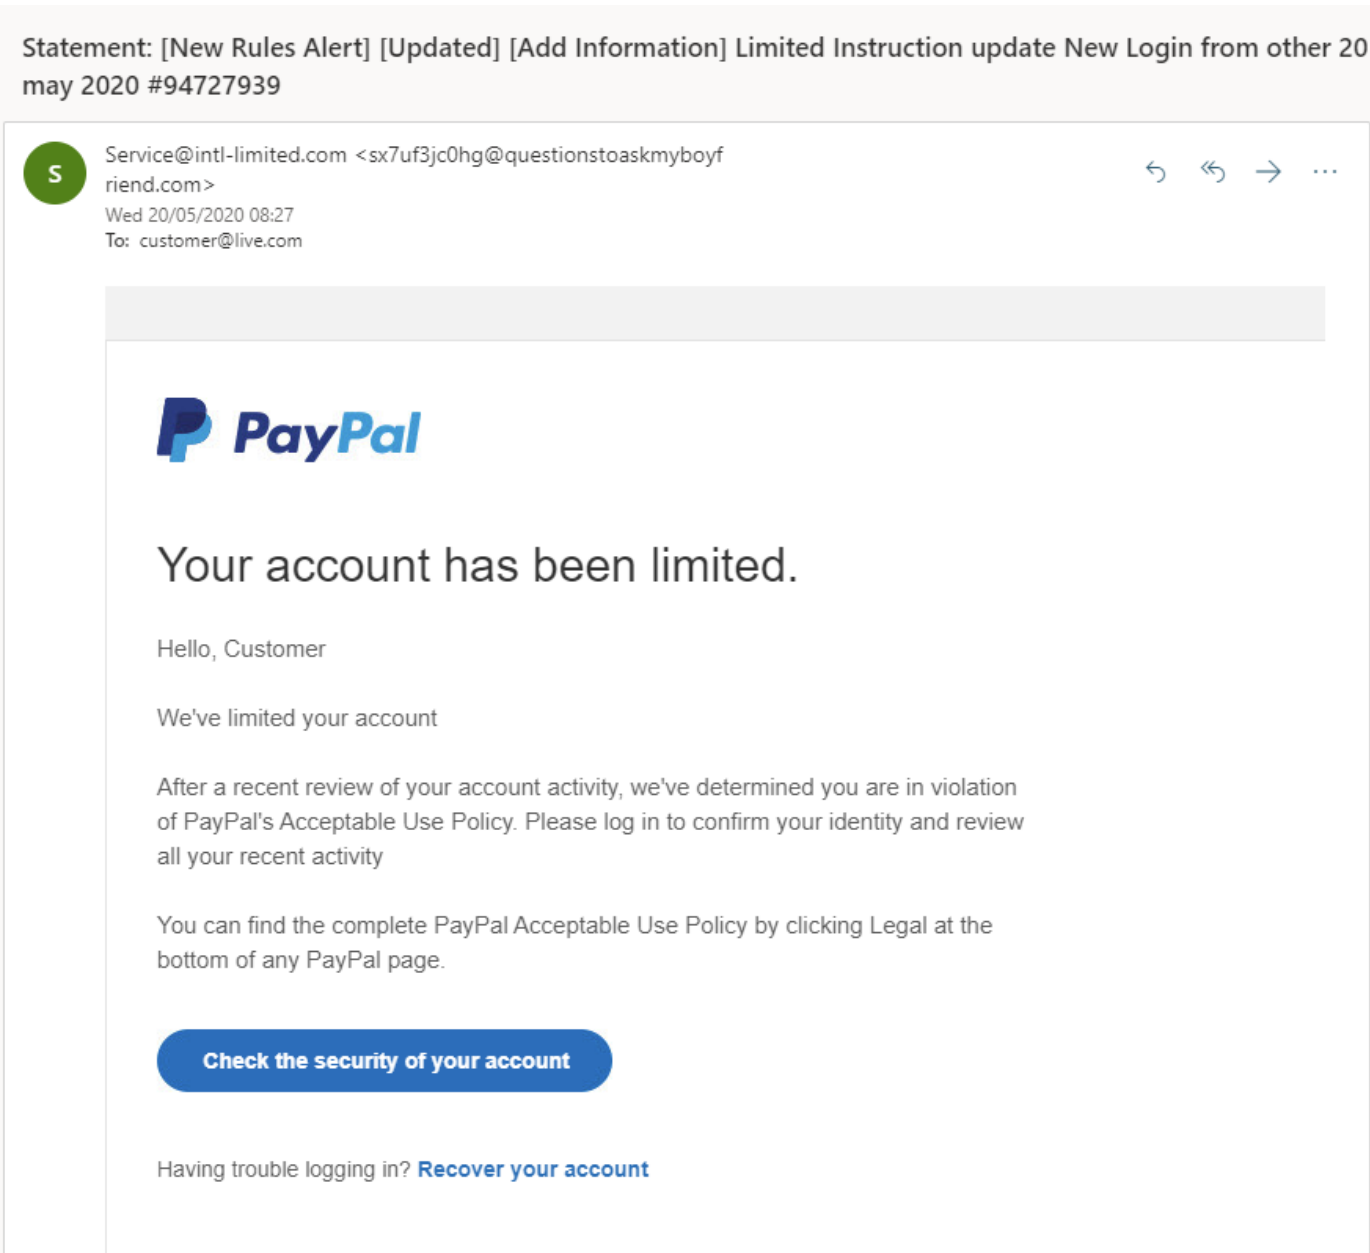 Statement: [New Rules Alert] [Updated] [Add Information] Limited Instruction update New Login from other 20
may 2020 #94727939
S
Service@intl-limited.com <sx7uf3jc0hg@questionstoaskmyboyf
riend.com>
Wed 20/05/2020 08:27
To: customer@live.com
PayPal
Your account has been limited.
Hello, Customer
We've limited your account
After a recent review of your account activity, we've determined you are in violation
of PayPal's Acceptable Use Policy. Please log in to confirm your identity and review
all your recent activity
You can find the complete PayPal Acceptable Use Policy by clicking Legal at the
bottom of any PayPal page.
Check the security of your account
Having trouble logging in? Recover your account